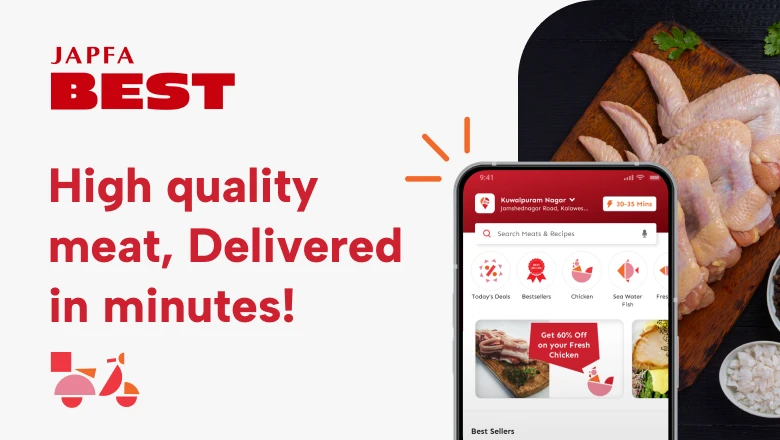 JAPFA
BEST
High quality
meat, Delivered
in minutes!
9:41
Kuwalpuram Nagar
Jamshednagar Road, Kalowes...
30-35 Mins
Search Meats & Recipes
Today's Deals
Bestsellers
Chicken
Sea Water
Fish
Fres
Get 60% Off
on your Fresh
Chicken
Best Sellers